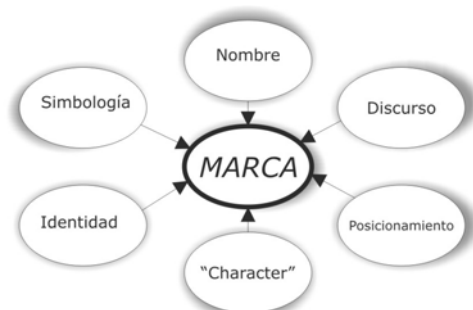 Nombre
Simbología
Discurso
MARCA
Identidad
Posicionamiento
“Character”